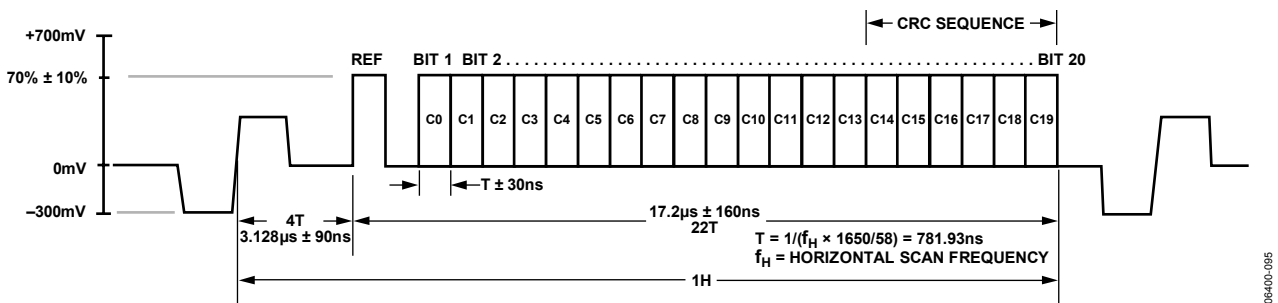 CRC SEQUENCE
+700mV
REF
BIT 1 BIT 2 . . . . . . . . . . . . . . . . . . . . . . . . . . . . . . . . . . . . . . . . . . . . . . . . . . . . . . BIT 20
70% ± 10%
C0 C1 C2 C3 C4 C5 C6 C7 C8 C9 C10 C11 C12 C13 C14 C15 C16 C17 C18 C19
0mV
T ± 30ns
–300mV
4T
3.128µs ± 90ns
17.2µs ± 160ns
22T
T = 1/(fH × 1650/58) = 781.93ns
fH = HORIZONTAL SCAN FREQUENCY
1H
06400-095